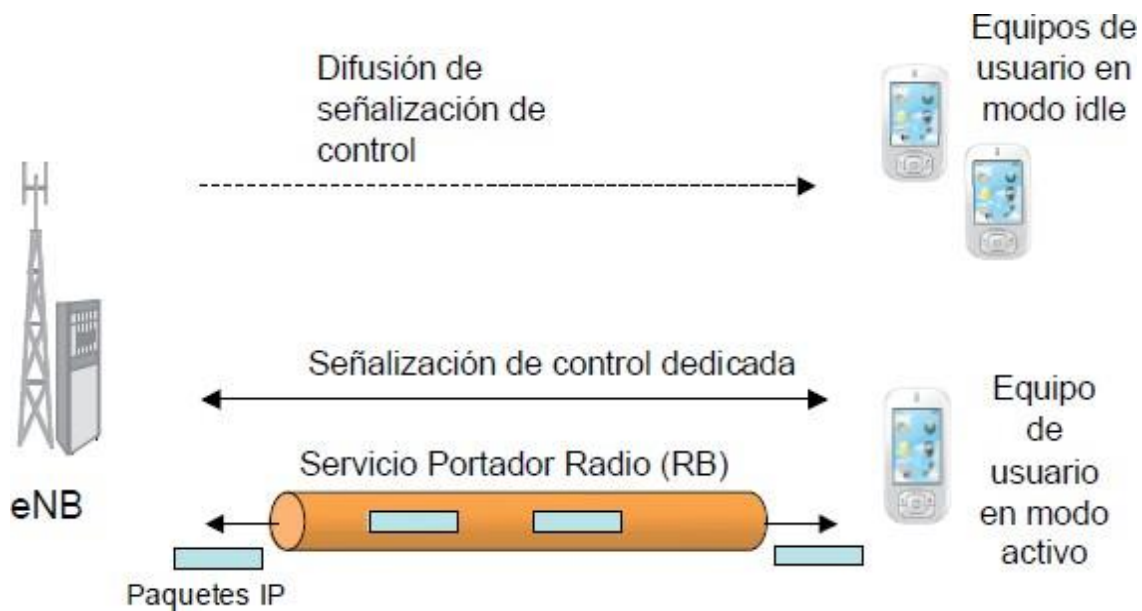 Difusión de
señalización de
control
Equipos de
usuario en
modo idle
Señalización de control dedicada
Servicio Portador Radio (RB)
eNB
Paquetes IP
Equipo
de
usuario
en modo
activo